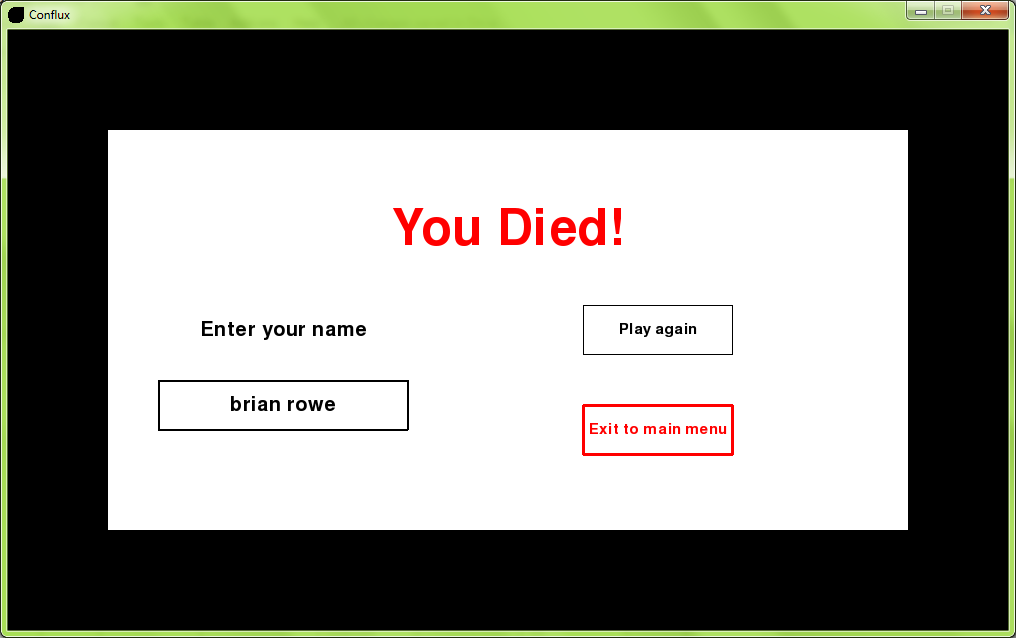 Conflux
You Died!
Enter your name
Play again
brian rowe
Exit to main menu